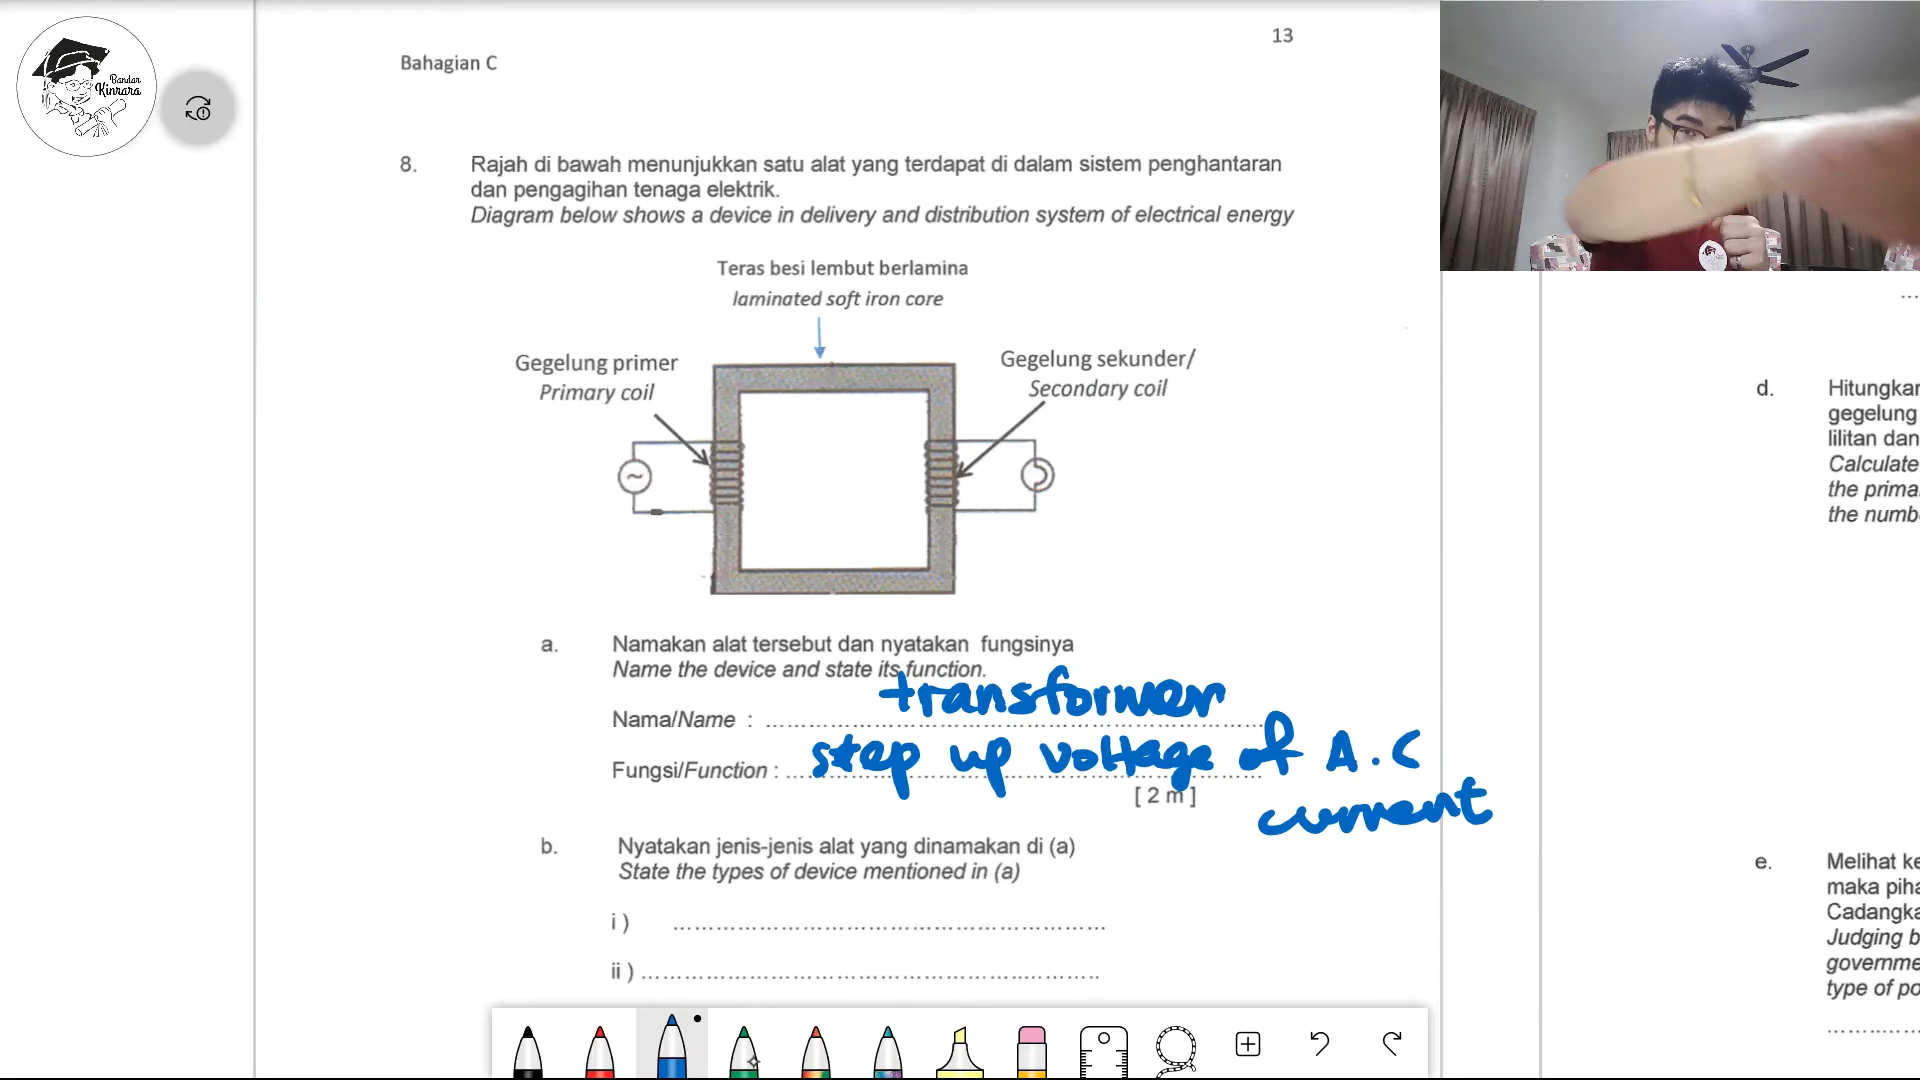 Bandar
Kinrara
13
Bahagian C
8. Rajah di bawah menunjukkan satu alat yang terdapat di dalam sistem penghantaran
dan pengagihan tenaga elektrik.
Diagram below shows a device in delivery and distribution system of electrical energy
Teras besi lembut berlamina
laminated soft iron core
Gegelung primer
Primary coil
Gegelung sekunder/
Secondary coil
~
a. Namakan alat tersebut dan nyatakan fungsinya
Name the device and state its function.
transformer
Nama/Name : ........................................
step up voltage of A.C
Fungsi/Function : ........................................
current
[ 2 m ]
b. Nyatakan jenis-jenis alat yang dinamakan di (a)
State the types of device mentioned in (a)
i ) ........................................
ii ) ........................................
d. Hitungkan
gegelung
lilitan dan
Calculate
the prima
the numb
e. Melihat ke
maka piha
Cadangka
Judging b
governme
type of po